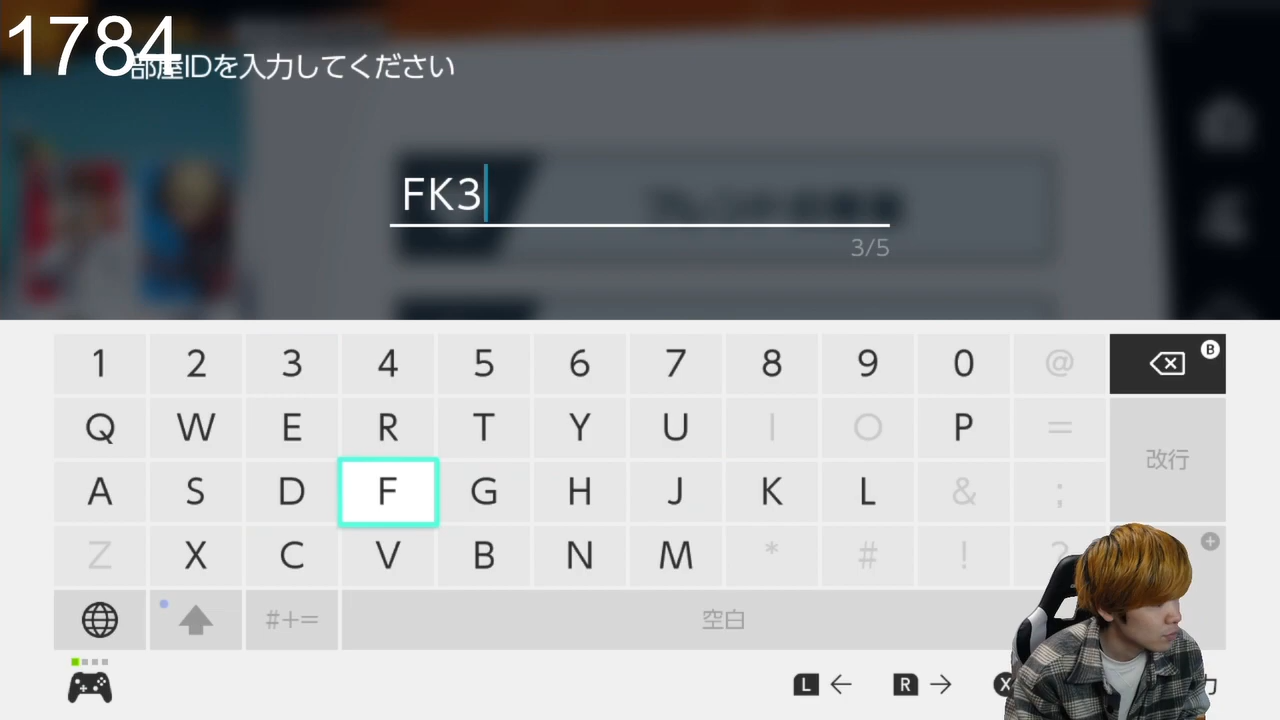 1784
部屋IDを入力してください
FK3
3/5
1 2 3 4 5 6 7 8 9 0 @
B
Q W E R T Y U I O P =
改行
A S D F G H J K L & ;
Z X C V B N M * # ! ?
#+= 空白
L ← R → X
力